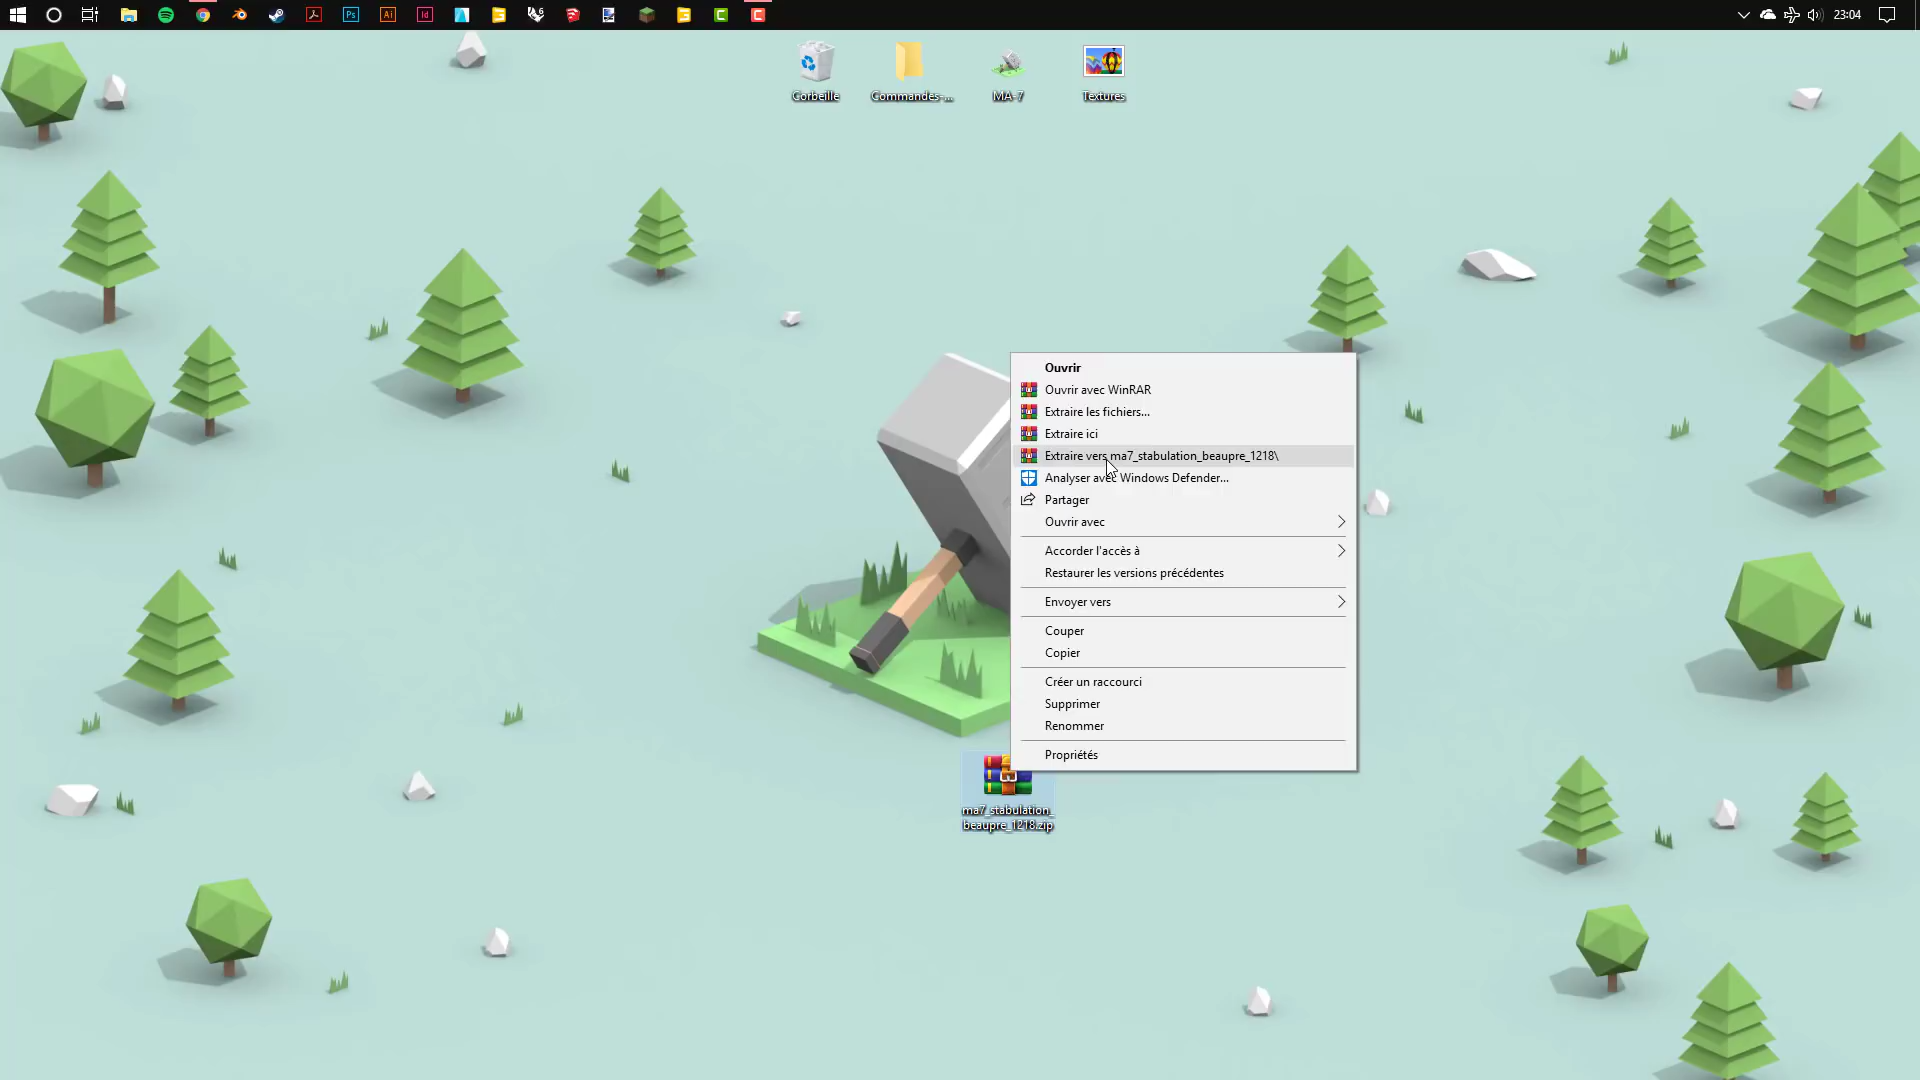 23:04
Corbeille
Commandes-...
MA-7
Textures
Ouvrir
Ouvrir avec WinRAR
Extraire les fichiers...
Extraire ici
Extraire vers ma7_stabulation_beaupre_1218\
Analyser avec Windows Defender...
Partager
Ouvrir avec
Accorder l'accès à
Restaurer les versions précédentes
Envoyer vers
Couper
Copier
Créer un raccourci
Supprimer
Renommer
Propriétés
ma7_stabulation_
beaupre_1218.zip